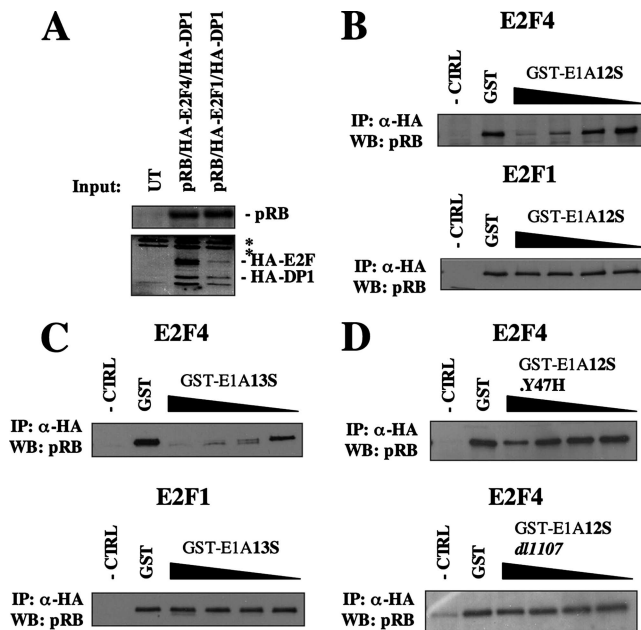 A
Input:
UT
pRB/HA-E2F4/HA-DP1
pRB/HA-E2F1/HA-DP1
- pRB
*
*
- HA-E2F
- HA-DP1
B
E2F4
- CTRL
GST
GST-E1A12S
IP: α-HA
WB: pRB
E2F1
- CTRL
GST
GST-E1A12S
IP: α-HA
WB: pRB
C
E2F4
- CTRL
GST
GST-E1A13S
IP: α-HA
WB: pRB
E2F1
- CTRL
GST
GST-E1A13S
IP: α-HA
WB: pRB
D
E2F4
- CTRL
GST
GST-E1A12S
.Y47H
IP: α-HA
WB: pRB
E2F4
- CTRL
GST
GST-E1A12S
dl1107
IP: α-HA
WB: pRB